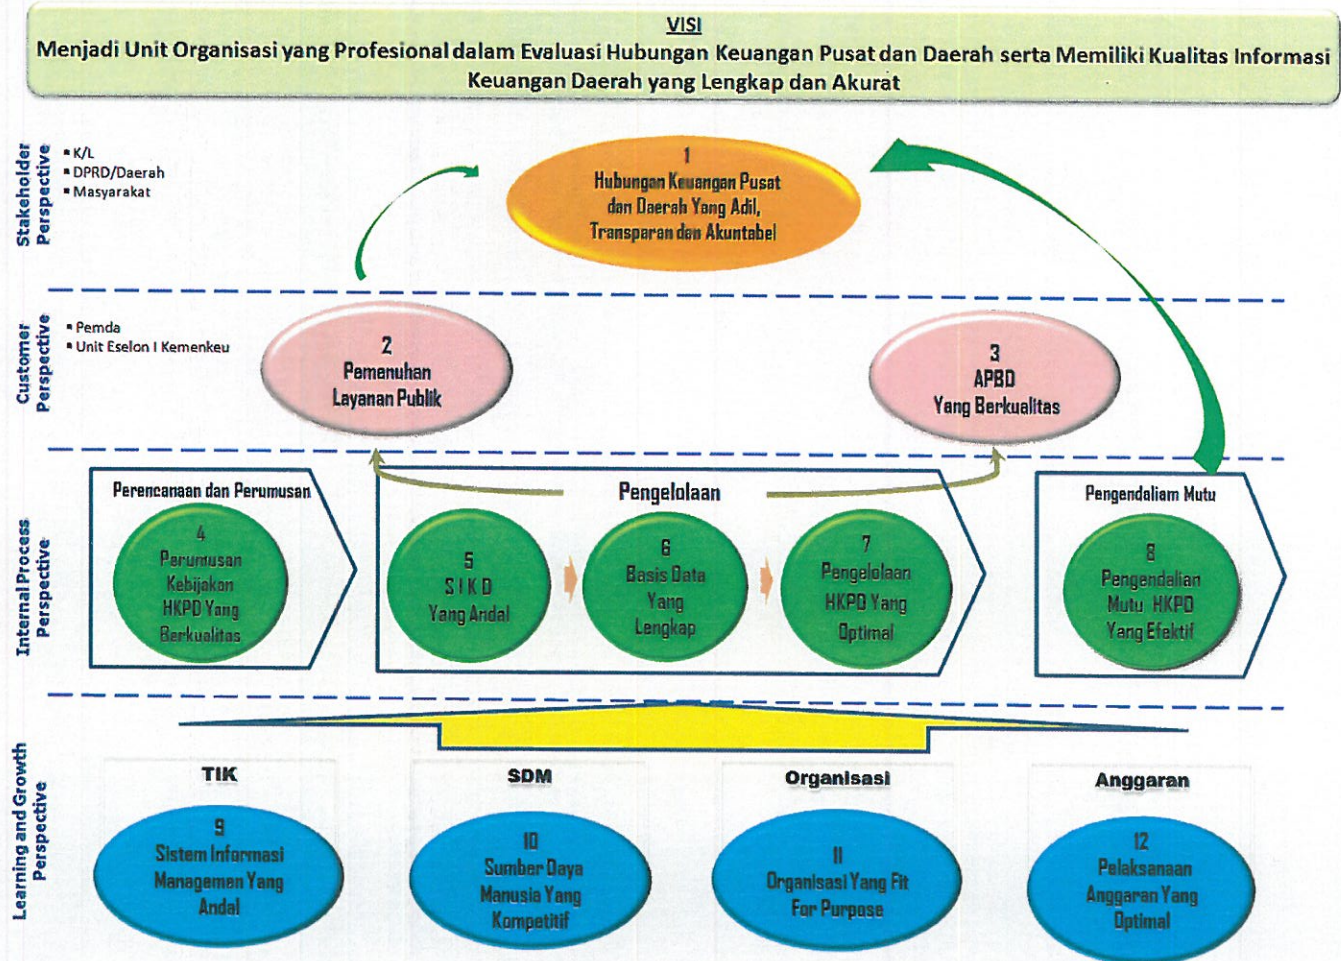 VISI
Menjadi Unit Organisasi yang Profesional dalam Evaluasi Hubungan Keuangan Pusat dan Daerah serta Memiliki Kualitas Informasi
Keuangan Daerah yang Lengkap dan Akurat
Stakeholder
Perspective
▪ K/L
▪ DPRD/Daerah
▪ Masyarakat
1
Hubungan Keuangan Pusat
dan Daerah Yang Adil,
Transparan dan Akuntabel
Customer
Perspective
▪ Pemda
▪ Unit Eselon I Kemenkeu
2
Pemenuhan
Layanan Publik
3
APBD
Yang Berkualitas
Internal Process
Perspective
Perencanaan dan Perumusan
4
Perumusan
Kebijakan
HKPD Yang
Berkualitas
Pengelolaan
5
S I K D
Yang Andal
6
Basis Data
Yang
Lengkap
7
Pengelolaan
HKPD Yang
Optimal
Pengendaliam Mutu
8
Pengendalian
Mutu HKPD
Yang Efektif
Learning and Growth
Perspective
TIK
9
Sistem Informasi
Managemen Yang
Andal
SDM
10
Sumber Daya
Manusia Yang
Kompetitif
Organisasi
11
Organisasi Yang Fit
For Purpose
Anggaran
12
Pelaksanaan
Anggaran Yang
Optimal